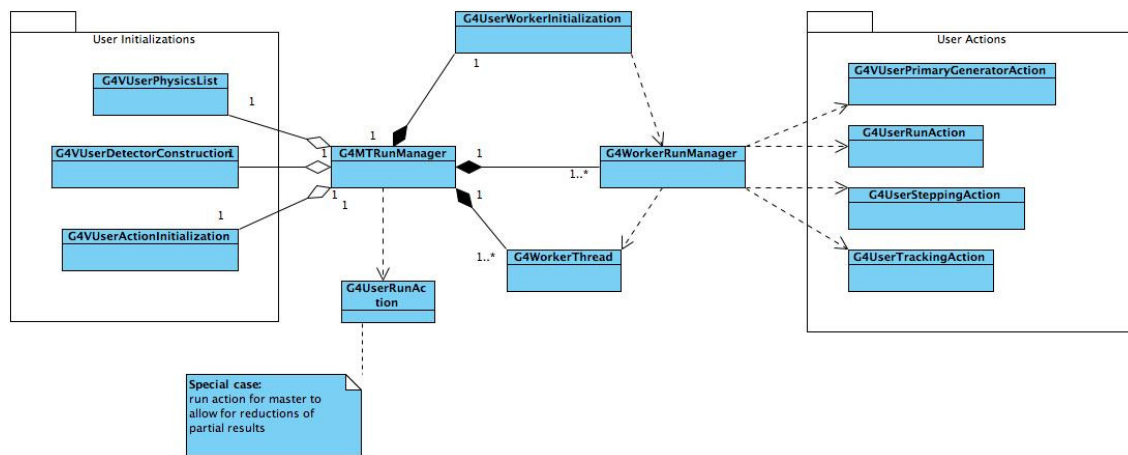 User Initializations
G4VUserPhysicsList
1
G4VUserDetectorConstruction
1
G4VUserActionInitialization
1
G4UserWorkerInitialization
1
1
1
G4MTRunManager
1
1
1
1..*
G4WorkerRunManager
1
1..*
G4WorkerThread
G4UserRunAc
tion
Special case:
run action for master to
allow for reductions of
partial results
User Actions
G4VUserPrimaryGeneratorAction
G4UserRunAction
G4UserSteppingAction
G4UserTrackingAction